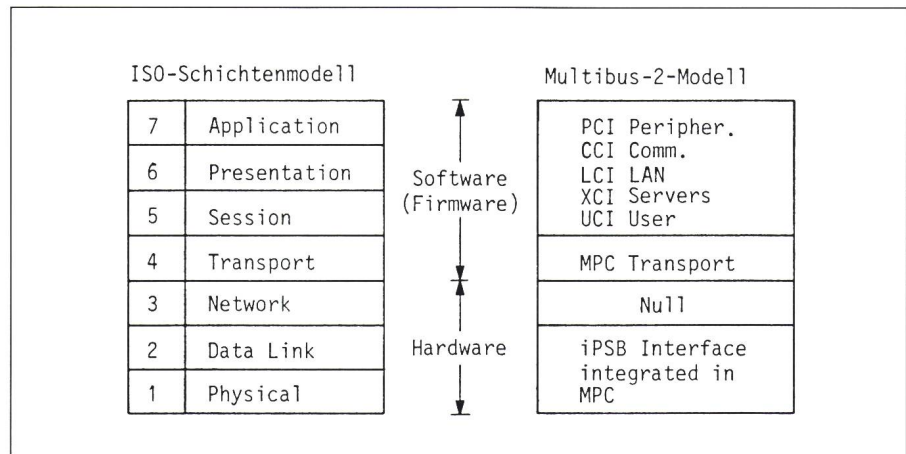 ISO-Schichtenmodell
7 Application
6 Presentation
5 Session
4 Transport
3 Network
2 Data Link
1 Physical
Software
(Firmware)
Hardware
Multibus-2-Modell
PCI Peripher.
CCI Comm.
LCI LAN
XCI Servers
UCI User
MPC Transport
Null
iPSB Interface
integrated in
MPC